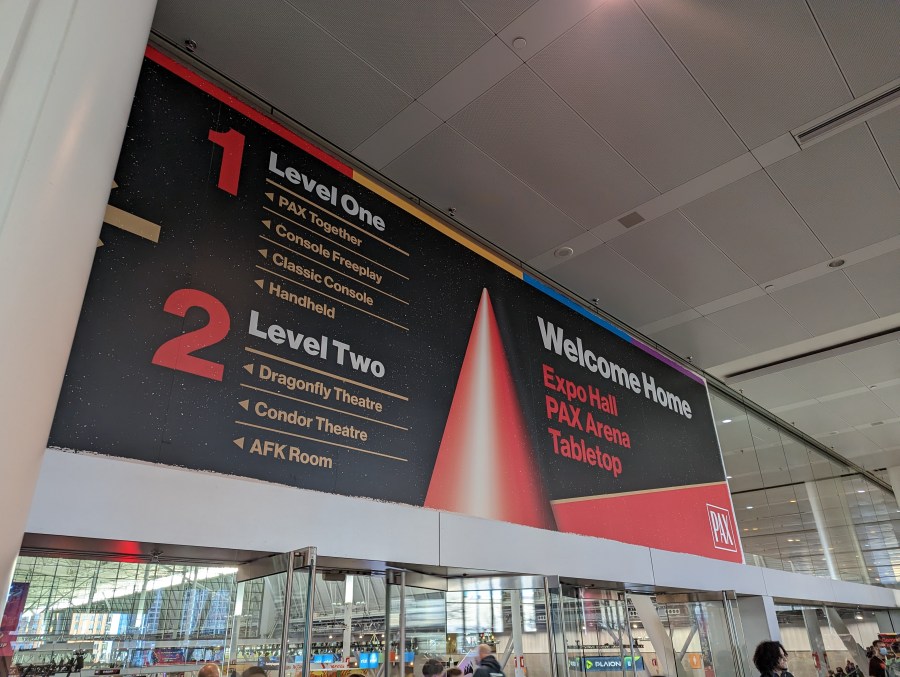 1
Level One
PAX Together
Console Freeplay
Classic Console
Handheld
2
Level Two
Dragonfly Theatre
Condor Theatre
AFK Room
Welcome Home
Expo Hall
PAX Arena
Tabletop
PAX
PLAION